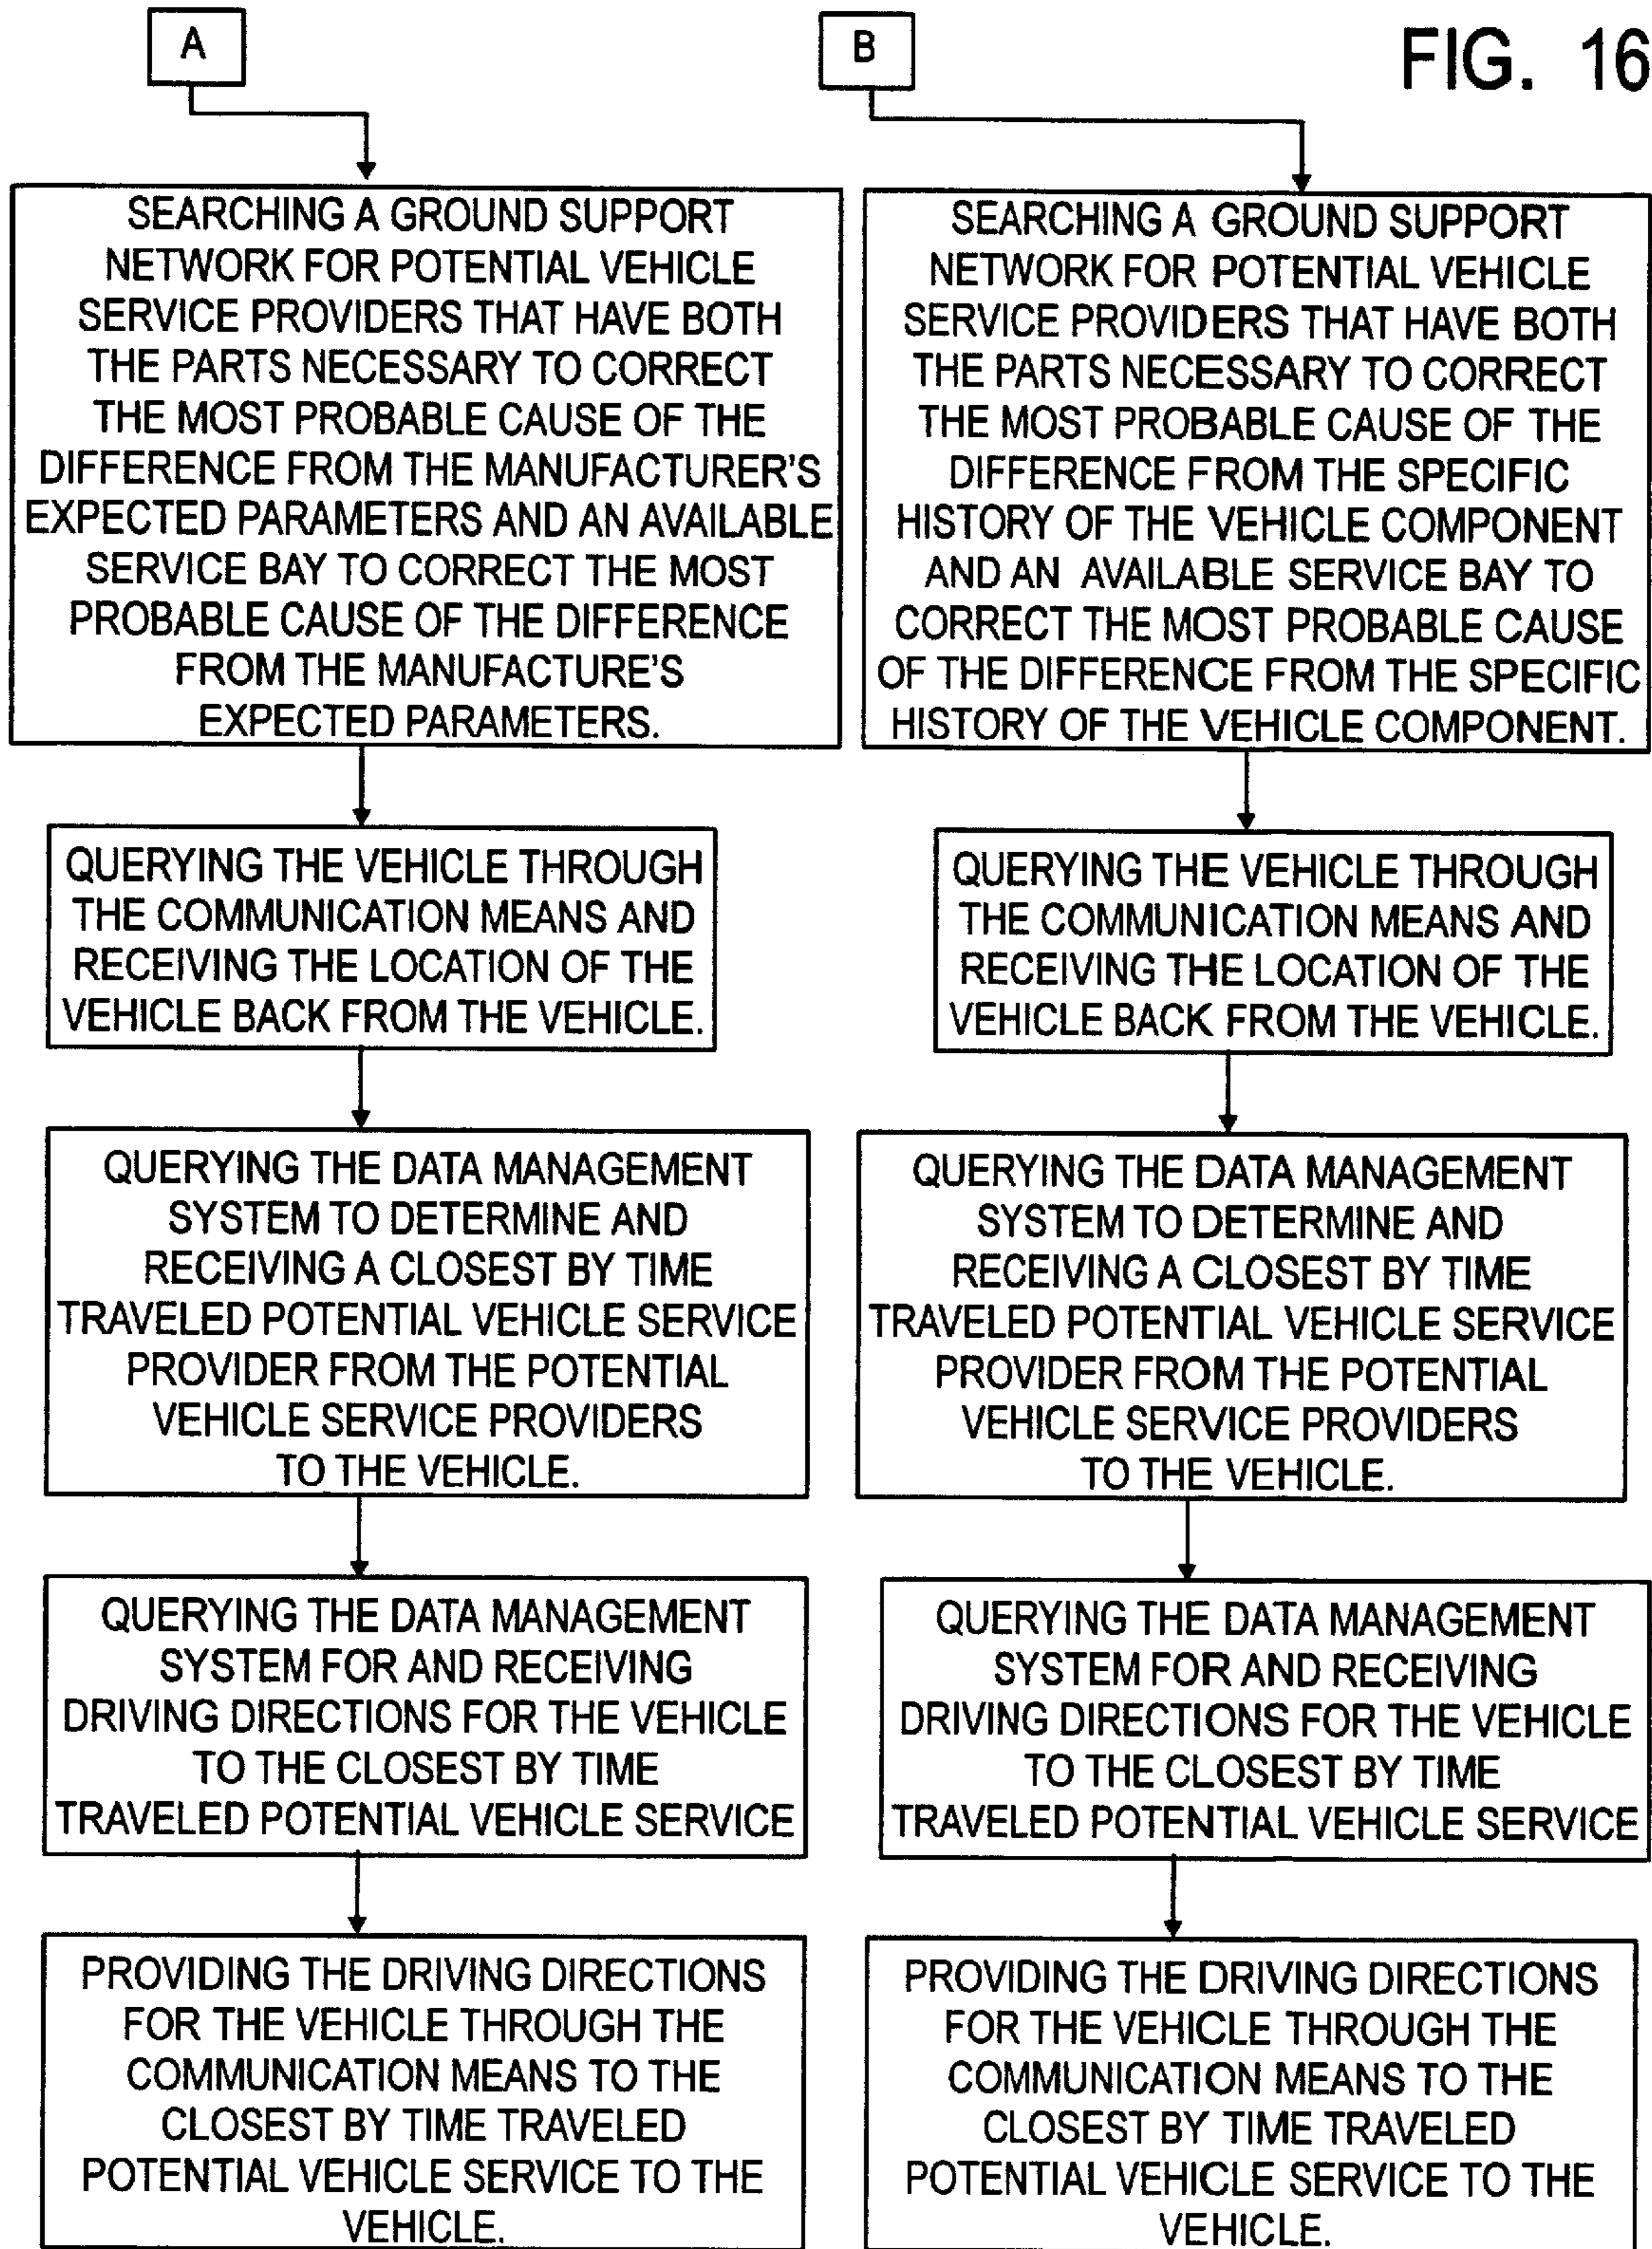 A
B
FIG. 16
SEARCHING A GROUND SUPPORT
NETWORK FOR POTENTIAL VEHICLE
SERVICE PROVIDERS THAT HAVE BOTH
THE PARTS NECESSARY TO CORRECT
THE MOST PROBABLE CAUSE OF THE
DIFFERENCE FROM THE MANUFACTURER'S
EXPECTED PARAMETERS AND AN AVAILABLE
SERVICE BAY TO CORRECT THE MOST
PROBABLE CAUSE OF THE DIFFERENCE
FROM THE MANUFACTURE'S
EXPECTED PARAMETERS.
QUERYING THE VEHICLE THROUGH
THE COMMUNICATION MEANS AND
RECEIVING THE LOCATION OF THE
VEHICLE BACK FROM THE VEHICLE.
QUERYING THE DATA MANAGEMENT
SYSTEM TO DETERMINE AND
RECEIVING A CLOSEST BY TIME
TRAVELED POTENTIAL VEHICLE SERVICE
PROVIDER FROM THE POTENTIAL
VEHICLE SERVICE PROVIDERS
TO THE VEHICLE.
QUERYING THE DATA MANAGEMENT
SYSTEM FOR AND RECEIVING
DRIVING DIRECTIONS FOR THE VEHICLE
TO THE CLOSEST BY TIME
TRAVELED POTENTIAL VEHICLE SERVICE
PROVIDING THE DRIVING DIRECTIONS
FOR THE VEHICLE THROUGH THE
COMMUNICATION MEANS TO THE
CLOSEST BY TIME TRAVELED
POTENTIAL VEHICLE SERVICE TO THE
VEHICLE.
SEARCHING A GROUND SUPPORT
NETWORK FOR POTENTIAL VEHICLE
SERVICE PROVIDERS THAT HAVE BOTH
THE PARTS NECESSARY TO CORRECT
THE MOST PROBABLE CAUSE OF THE
DIFFERENCE FROM THE SPECIFIC
HISTORY OF THE VEHICLE COMPONENT
AND AN AVAILABLE SERVICE BAY TO
CORRECT THE MOST PROBABLE CAUSE
OF THE DIFFERENCE FROM THE SPECIFIC
HISTORY OF THE VEHICLE COMPONENT.
QUERYING THE VEHICLE THROUGH
THE COMMUNICATION MEANS AND
RECEIVING THE LOCATION OF THE
VEHICLE BACK FROM THE VEHICLE.
QUERYING THE DATA MANAGEMENT
SYSTEM TO DETERMINE AND
RECEIVING A CLOSEST BY TIME
TRAVELED POTENTIAL VEHICLE SERVICE
PROVIDER FROM THE POTENTIAL
VEHICLE SERVICE PROVIDERS
TO THE VEHICLE.
QUERYING THE DATA MANAGEMENT
SYSTEM FOR AND RECEIVING
DRIVING DIRECTIONS FOR THE VEHICLE
TO THE CLOSEST BY TIME
TRAVELED POTENTIAL VEHICLE SERVICE
PROVIDING THE DRIVING DIRECTIONS
FOR THE VEHICLE THROUGH THE
COMMUNICATION MEANS TO THE
CLOSEST BY TIME TRAVELED
POTENTIAL VEHICLE SERVICE TO THE
VEHICLE.